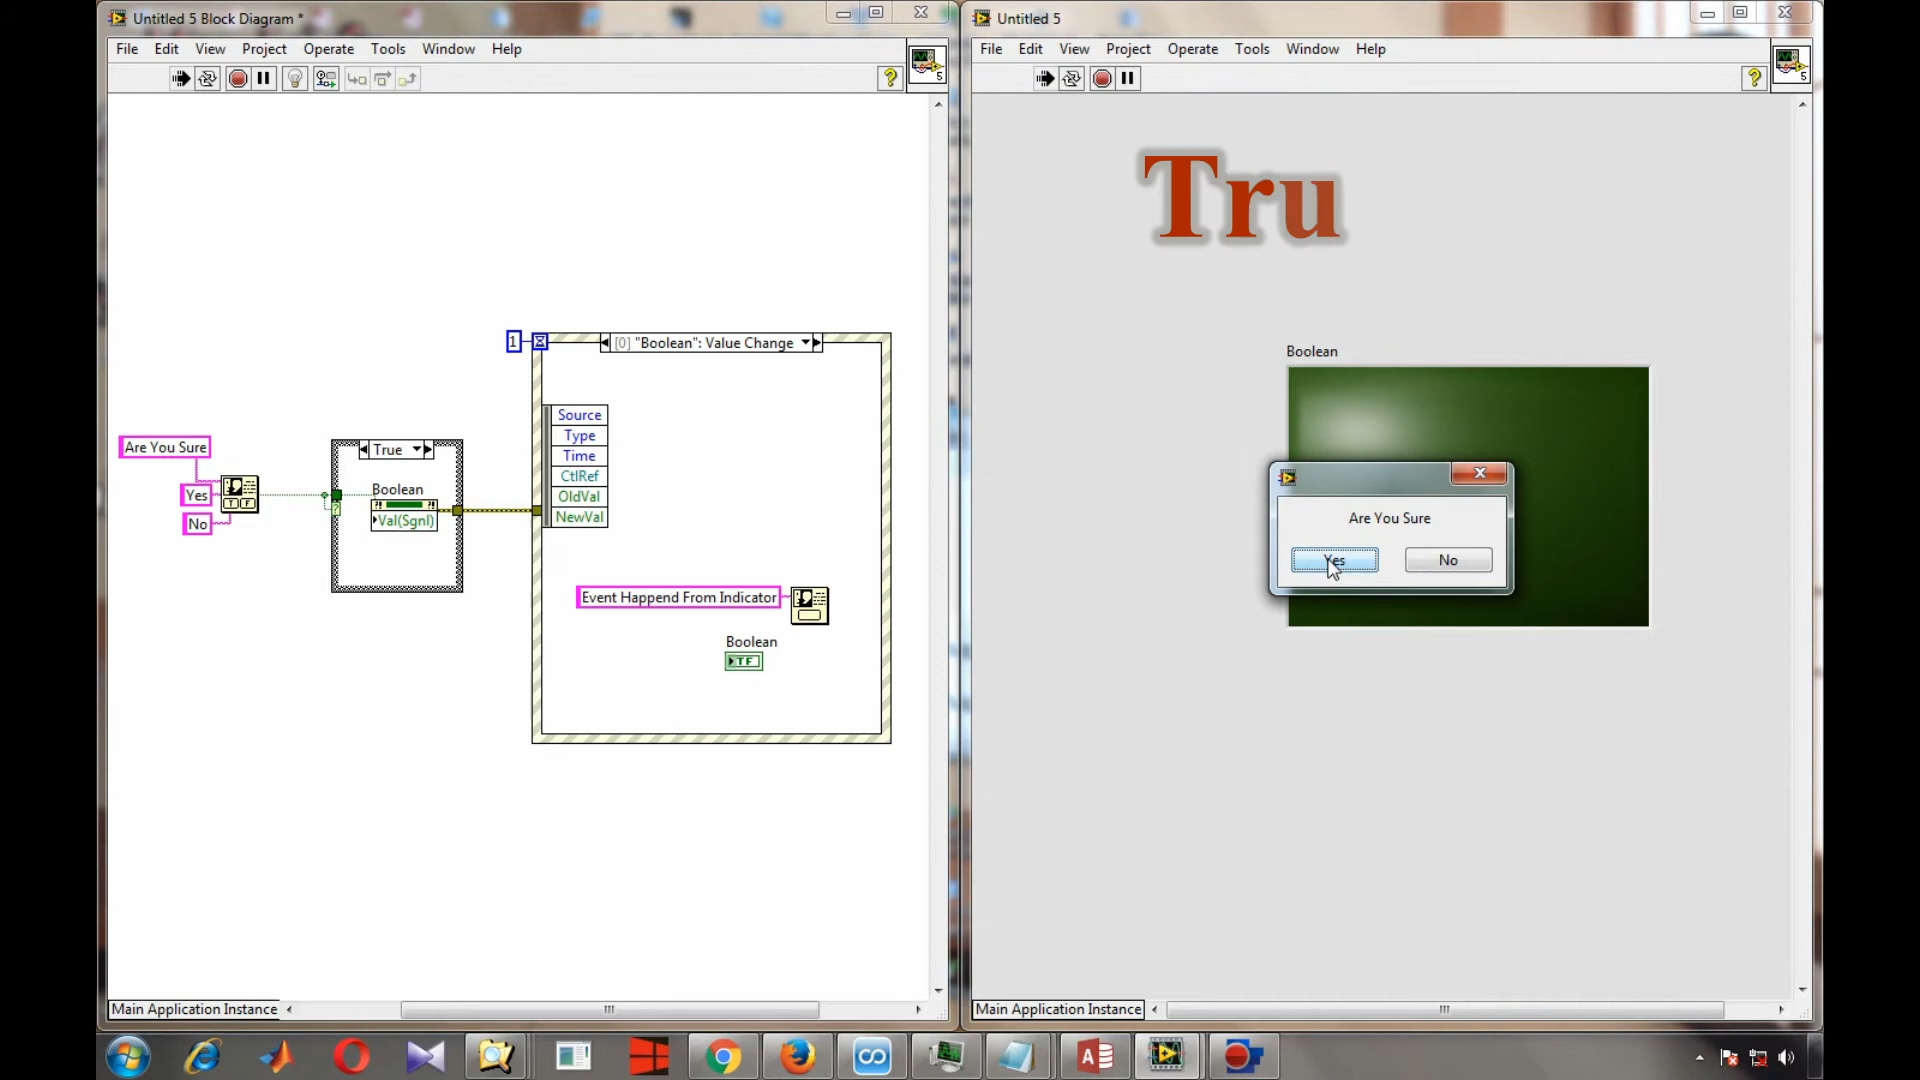 Untitled 5 Block Diagram *
File Edit View Project Operate Tools Window Help
?
5
1
[0] "Boolean": Value Change
Source
Type
Time
CtlRef
OldVal
NewVal
Are You Sure
Yes
No
T F
True
?
Boolean
?! ?!
Val(Sgnl)
Event Happend From Indicator
Boolean
TF
Main Application Instance
Untitled 5
File Edit View Project Operate Tools Window Help
?
5
Tru
Boolean
Are You Sure
Yes No
Main Application Instance